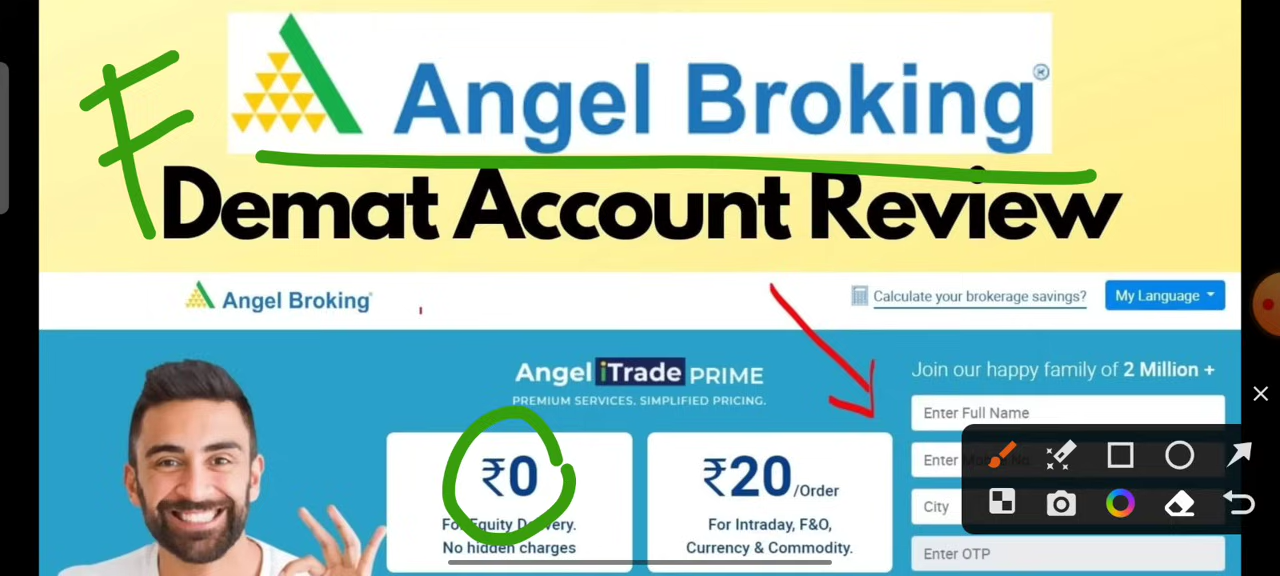 F
Angel Broking®
Demat Account Review
Angel Broking
Calculate your brokerage savings?
My Language
Angel iTrade PRIME
PREMIUM SERVICES. SIMPLIFIED PRICING.
Join our happy family of 2 Million +
Enter Full Name
₹0
₹20 /Order
Enter
For Equity Delivery.
No hidden charges
For Intraday, F&O,
Currency & Commodity.
City
Enter OTP